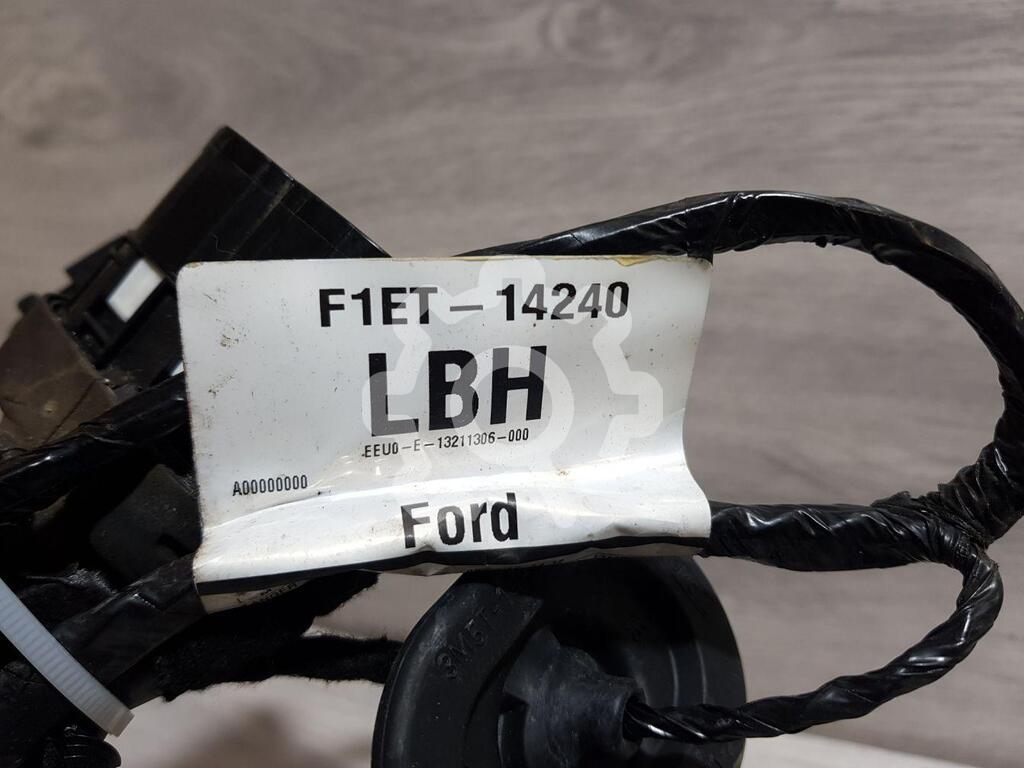 F1ET-14240
LBH
EEU0-E-13211306-000
A00000000
Ford